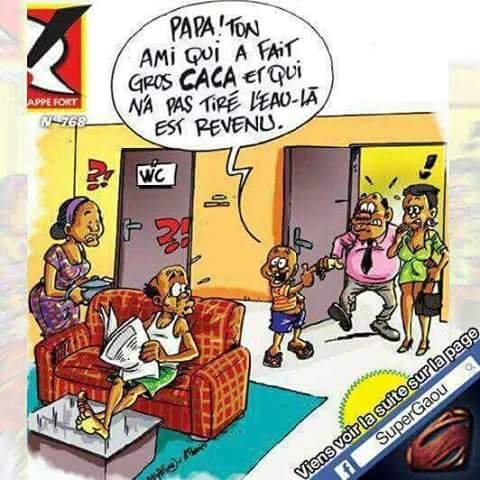 PAPA! TON
AMI QUI A FAIT
GROS CACA ET QUI
N'A PAS TIRÉ L'EAU-LÀ
EST REVENU.
APPE FORT
N° 768
?!
WC
?!
!
Viens voir la suite sur la page
SuperGaou
f